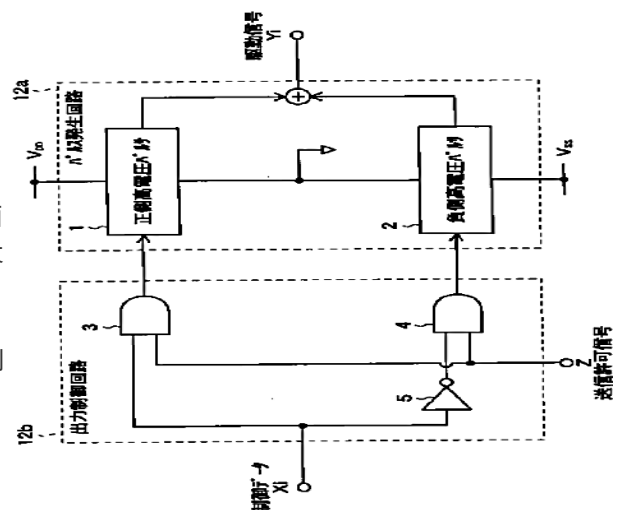 12a
パルス発生回路
VDD
1
正側高電圧パルサ
駆動信号
Yi
2
負側高電圧パルサ
VSS
12b
出力制御回路
3
4
5
制御データ
Xi
Z
送信許可信号